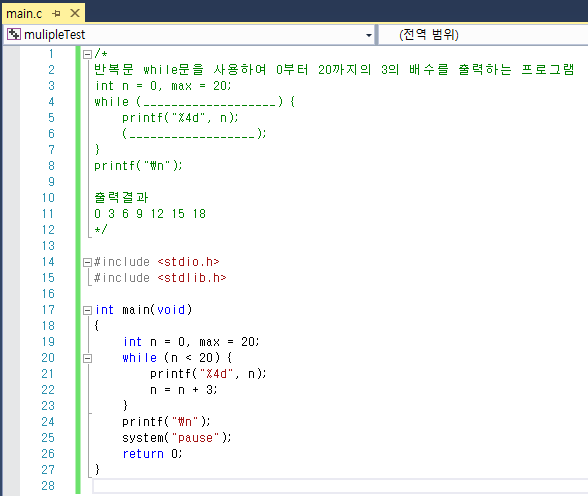 main.c
mulipleTest (전역 범위)
1 /*
2 반복문 while문을 사용하여 0부터 20까지의 3의 배수를 출력하는 프로그램
3 int n = 0, max = 20;
4 while (___________________) {
5 printf("%4d", n);
6 (__________________);
7 }
8 printf("₩n");
9
10 출력결과
11 0 3 6 9 12 15 18
12 */
13
14 #include <stdio.h>
15 #include <stdlib.h>
16
17 int main(void)
18 {
19 int n = 0, max = 20;
20 while (n < 20) {
21 printf("%4d", n);
22 n = n + 3;
23 }
24 printf("₩n");
25 system("pause");
26 return 0;
27 }
28